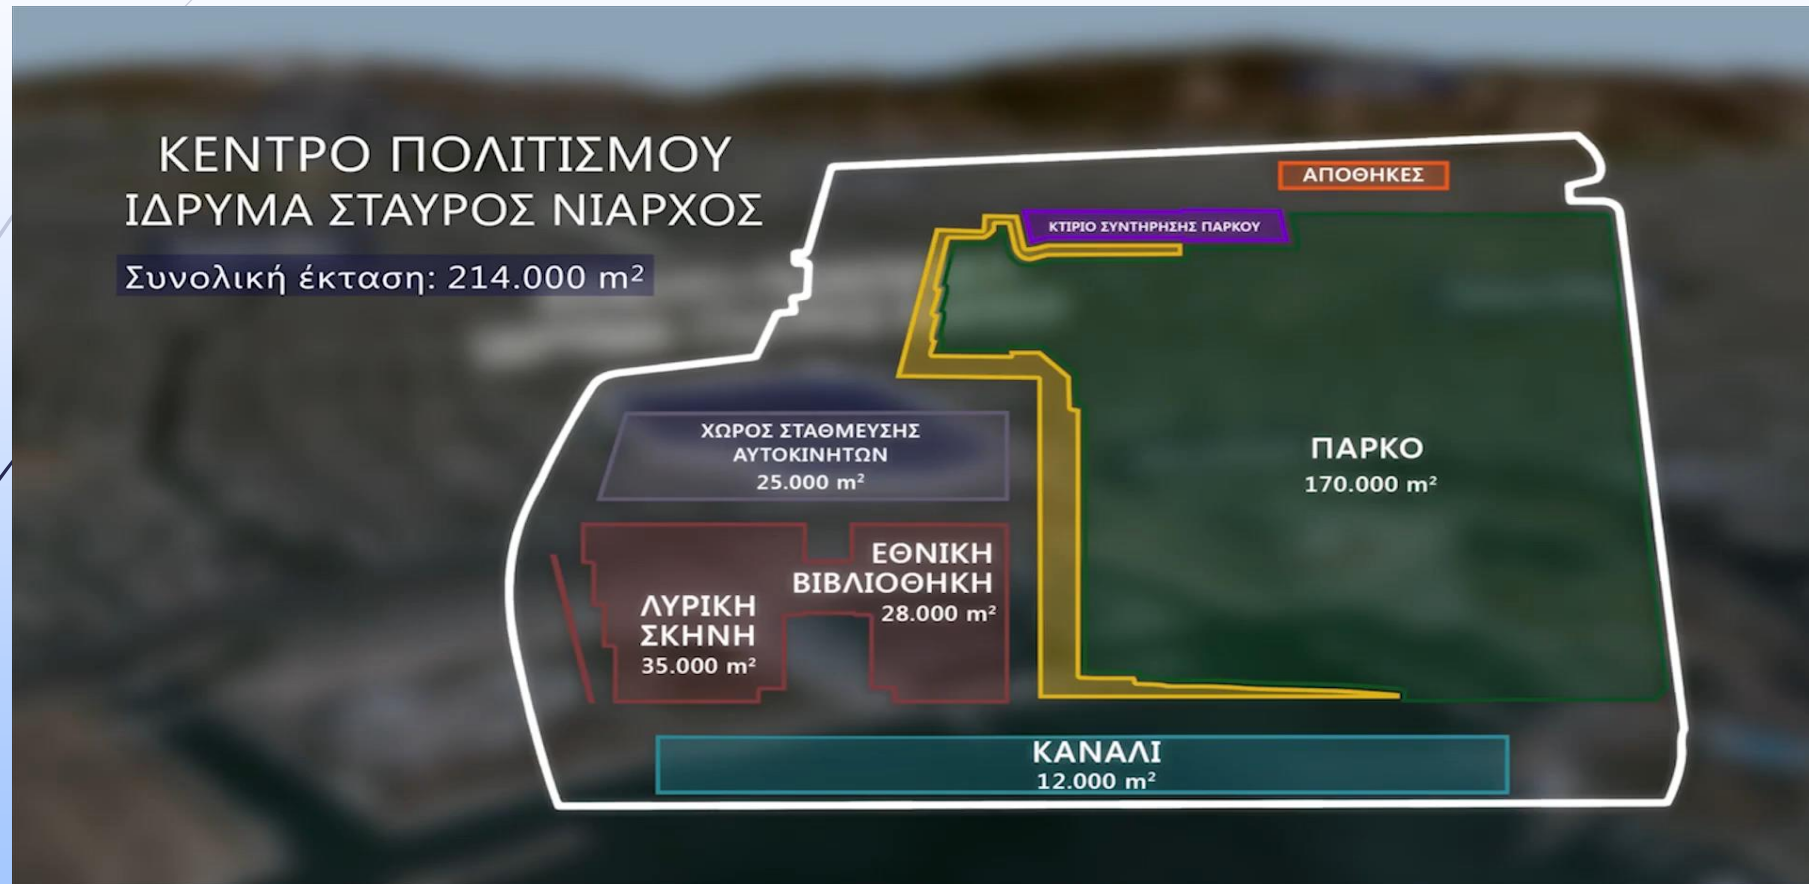 ΚΕΝΤΡΟ ΠΟΛΙΤΙΣΜΟΥ
ΙΔΡΥΜΑ ΣΤΑΥΡΟΣ ΝΙΑΡΧΟΣ
Συνολική έκταση: 214.000 m²
ΑΠΟΘΗΚΕΣ
ΚΤΙΡΙΟ ΣΥΝΤΗΡΗΣΗΣ ΠΑΡΚΟΥ
ΧΩΡΟΣ ΣΤΑΘΜΕΥΣΗΣ
ΑΥΤΟΚΙΝΗΤΩΝ
25.000 m²
ΠΑΡΚΟ
170.000 m²
ΕΘΝΙΚΗ
ΒΙΒΛΙΟΘΗΚΗ
28.000 m²
ΛΥΡΙΚΗ
ΣΚΗΝΗ
35.000 m²
ΚΑΝΑΛΙ
12.000 m²